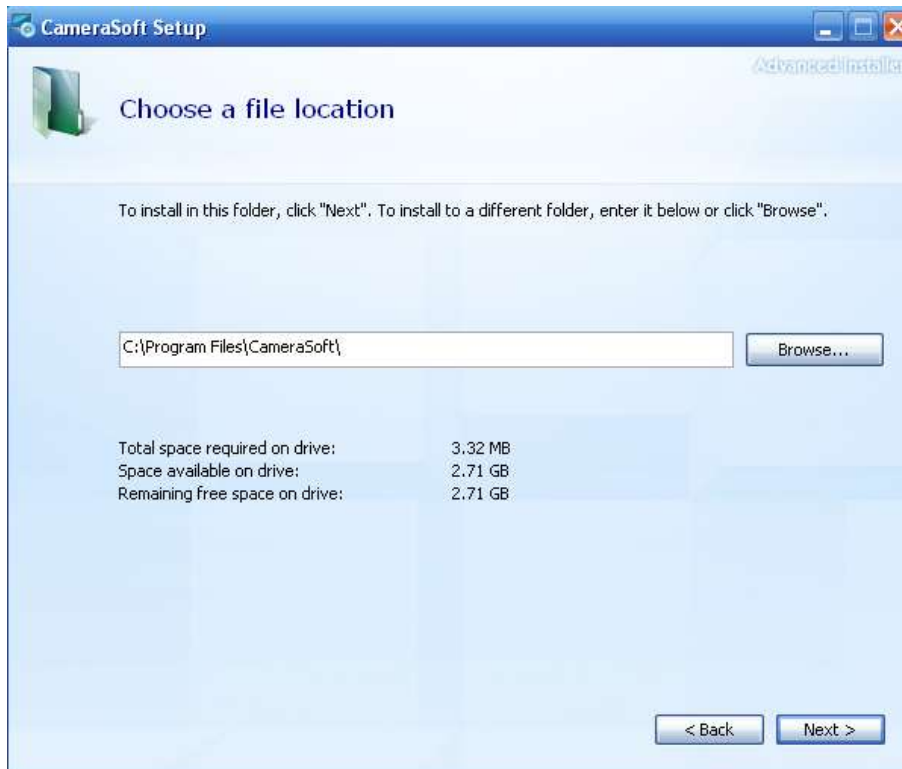 CameraSoft Setup
Advanced Installer
Choose a file location
To install in this folder, click "Next". To install to a different folder, enter it below or click "Browse".
C:\Program Files\CameraSoft\
Browse...
Total space required on drive: 3.32 MB
Space available on drive: 2.71 GB
Remaining free space on drive: 2.71 GB
< Back
Next >